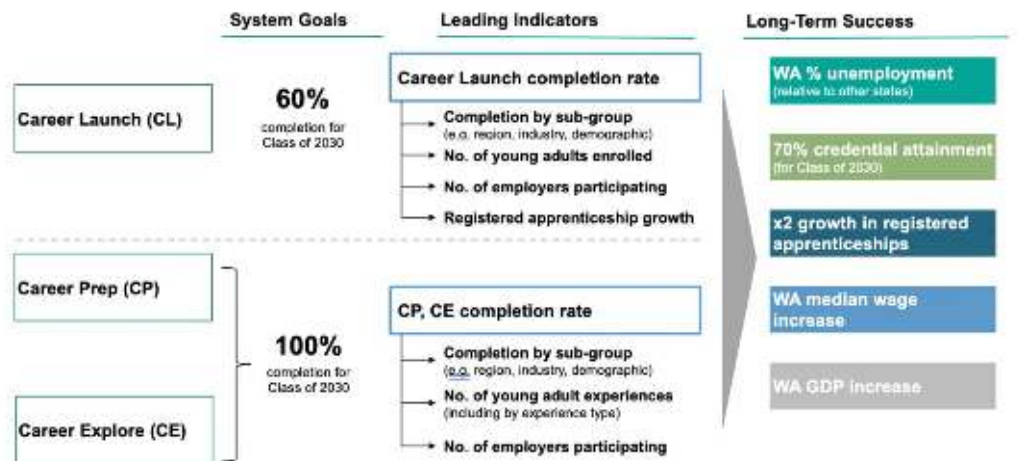 System Goals
Leading Indicators
Long-Term Success
Career Launch (CL)
60%
completion for
Class of 2030
Career Launch completion rate
Completion by sub-group
(e.g. region, industry, demographic)
No. of young adults enrolled
No. of employers participating
Registered apprenticeship growth
Career Prep (CP)
Career Explore (CE)
100%
completion for
Class of 2030
CP, CE completion rate
Completion by sub-group
(e.g. region, industry, demographic)
No. of young adult experiences
(including by experience type)
No. of employers participating
WA % unemployment
(relative to other states)
70% credential attainment
(for Class of 2030)
x2 growth in registered
apprenticeships
WA median wage
increase
WA GDP increase